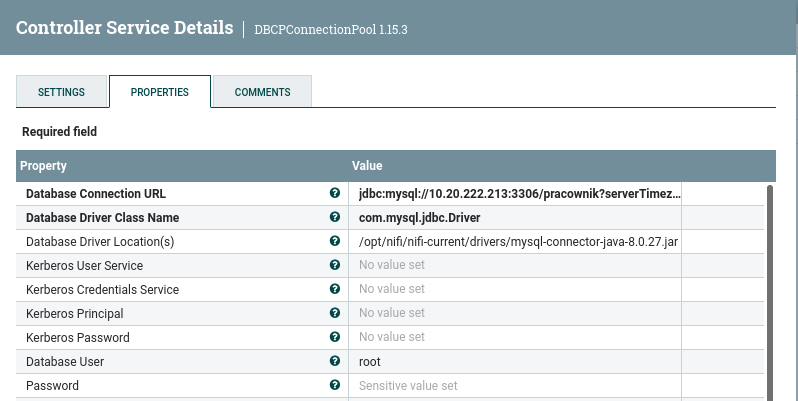 Controller Service Details | DBCPConnectionPool 1.15.3
SETTINGS PROPERTIES COMMENTS
Required field
Property Value
Database Connection URL ? jdbc:mysql://10.20.222.213:3306/pracownik?serverTimez...
Database Driver Class Name ? com.mysql.jdbc.Driver
Database Driver Location(s) ? /opt/nifi/nifi-current/drivers/mysql-connector-java-8.0.27.jar
Kerberos User Service ? No value set
Kerberos Credentials Service ? No value set
Kerberos Principal ? No value set
Kerberos Password ? No value set
Database User ? root
Password ? Sensitive value set